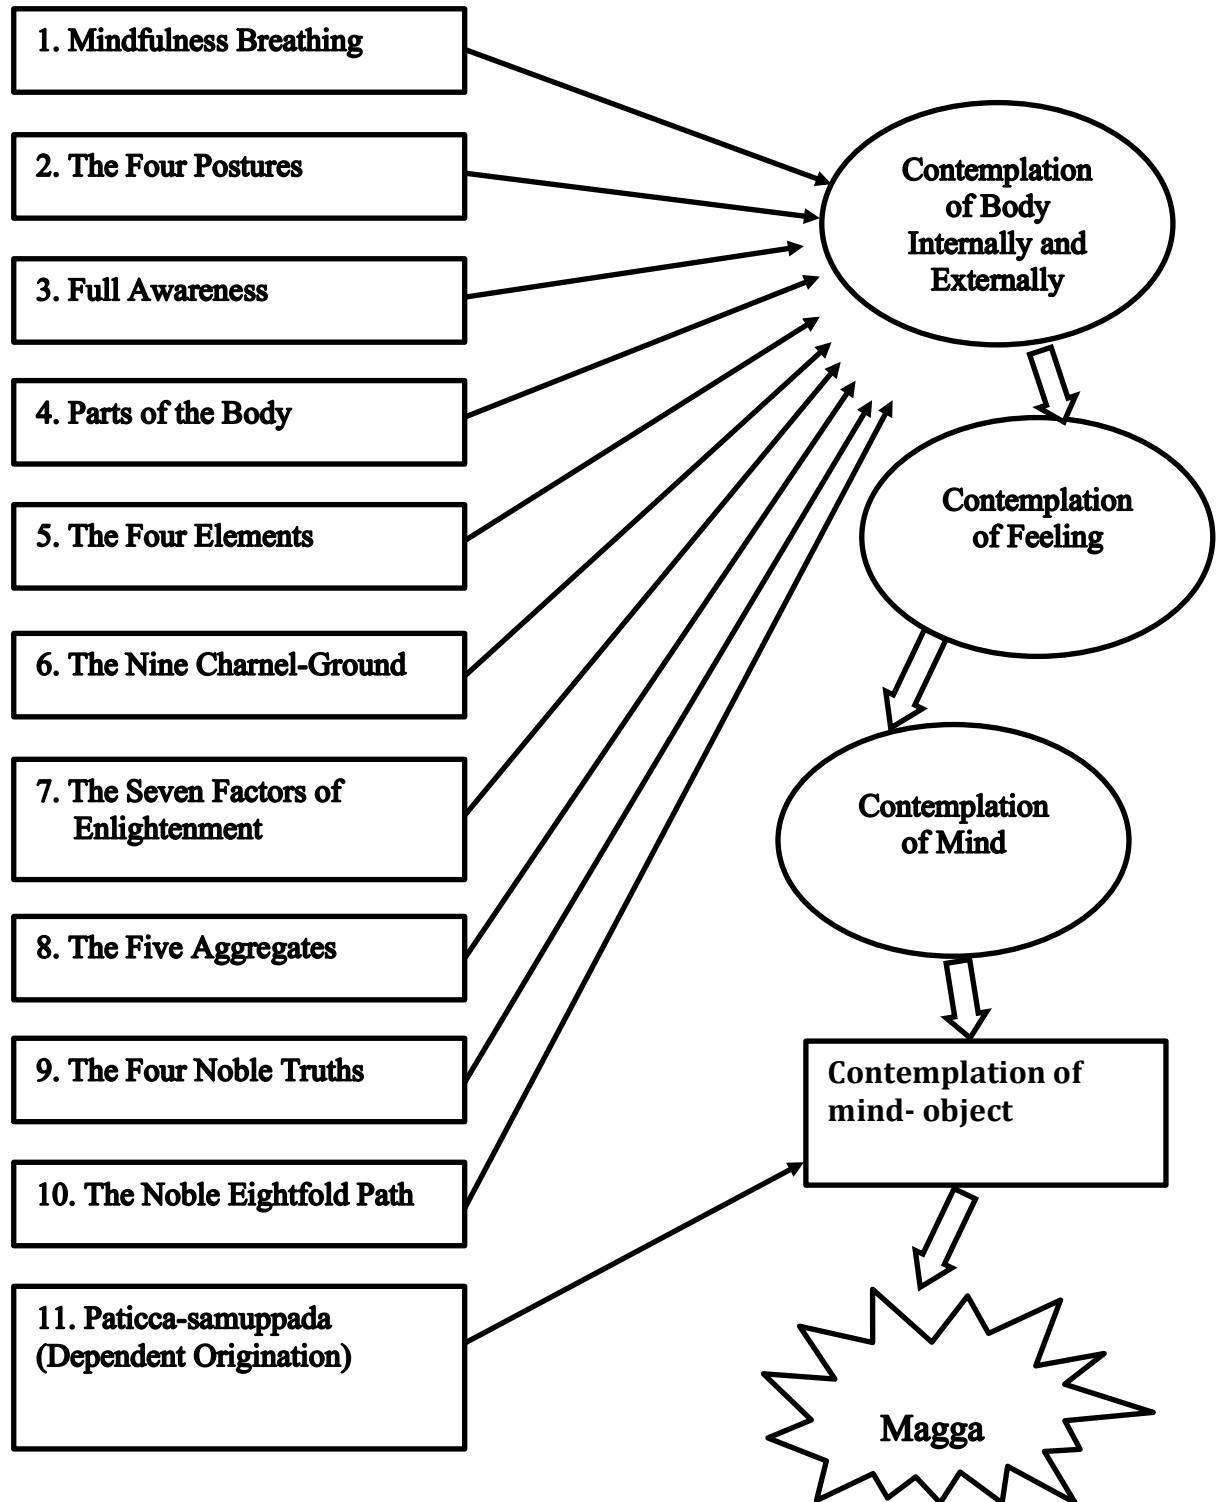 1. Mindfulness Breathing
2. The Four Postures
3. Full Awareness
4. Parts of the Body
5. The Four Elements
6. The Nine Charnel-Ground
7. The Seven Factors of
Enlightenment
8. The Five Aggregates
9. The Four Noble Truths
10. The Noble Eightfold Path
11. Paticca-samuppada
(Dependent Origination)
Contemplation
of Body
Internally and
Externally
Contemplation
of Feeling
Contemplation
of Mind
Contemplation of
mind- object
Magga